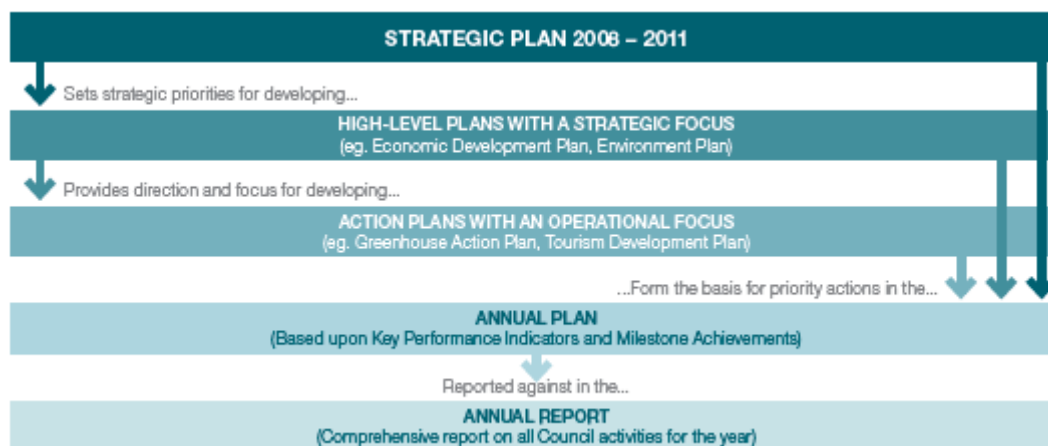 STRATEGIC PLAN 2008 – 2011
Sets strategic priorities for developing...
HIGH-LEVEL PLANS WITH A STRATEGIC FOCUS
(eg. Economic Development Plan, Environment Plan)
Provides direction and focus for developing...
ACTION PLANS WITH AN OPERATIONAL FOCUS
(eg. Greenhouse Action Plan, Tourism Development Plan)
...Form the basis for priority actions in the...
ANNUAL PLAN
(Based upon Key Performance Indicators and Milestone Achievements)
Reported against in the...
ANNUAL REPORT
(Comprehensive report on all Council activities for the year)